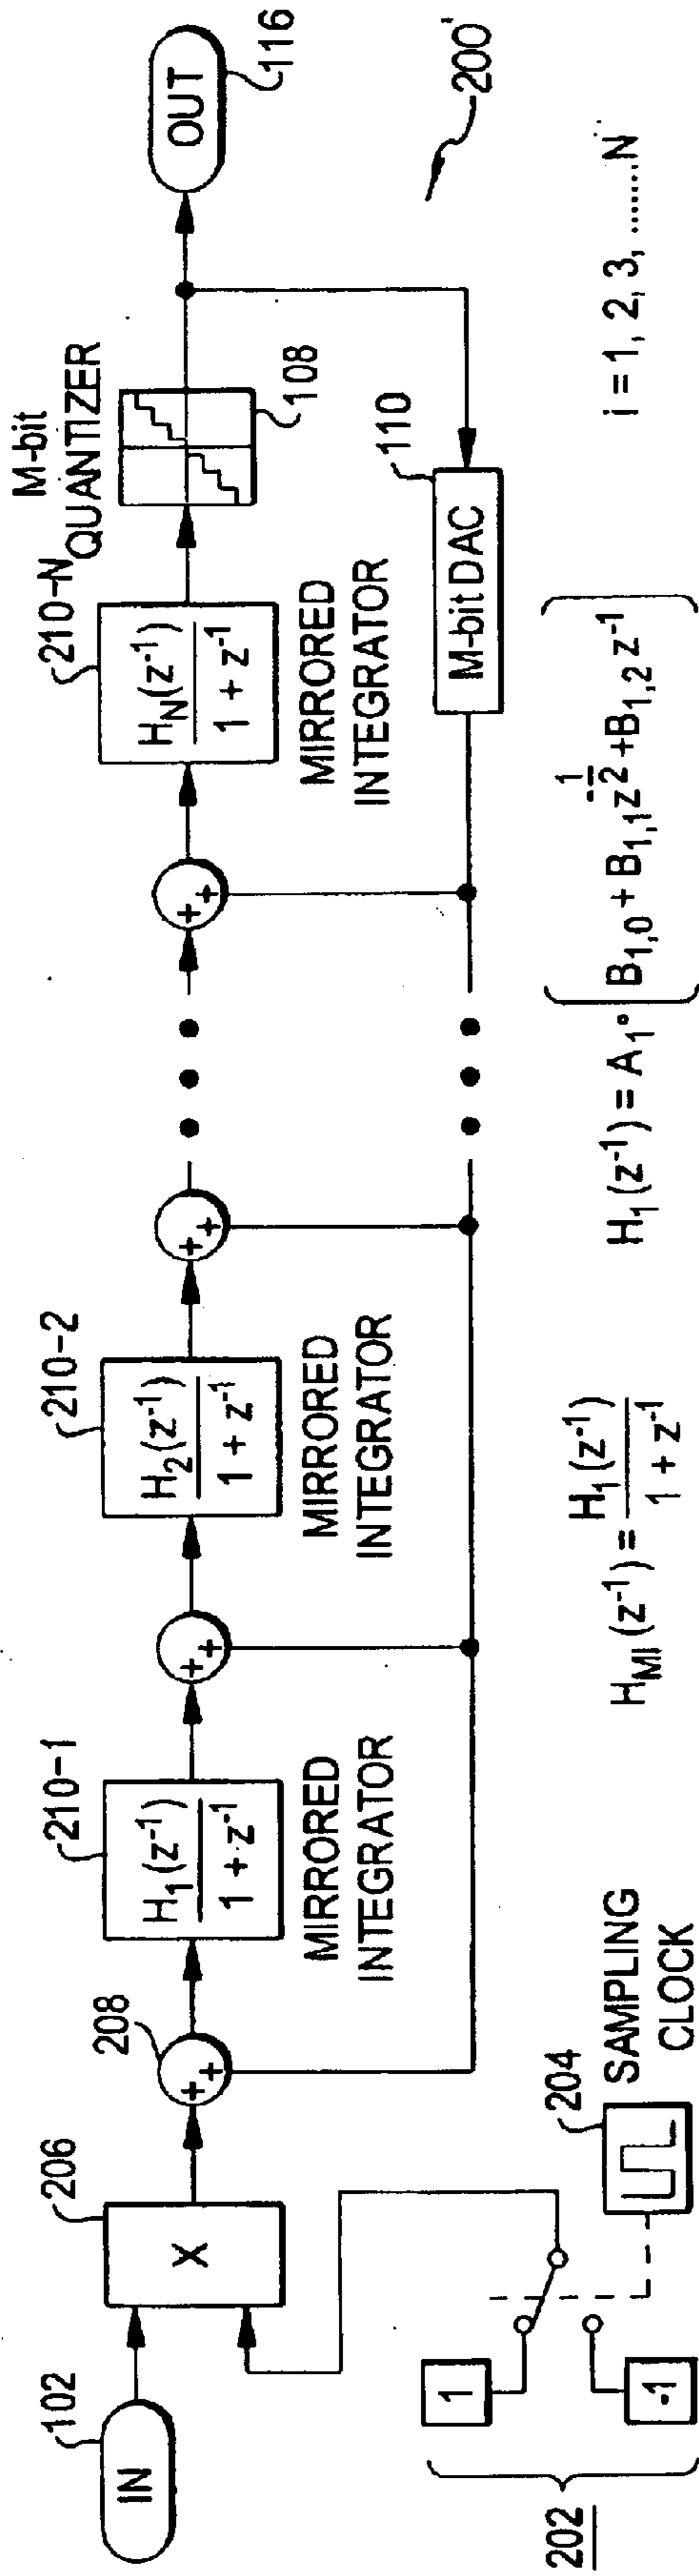 IN
102
206
X
208
210-1
H₁(z⁻¹)
1 + z⁻¹
MIRRORED
INTEGRATOR
++
210-2
H₂(z⁻¹)
1 + z⁻¹
MIRRORED
INTEGRATOR
++
++
++
210-N
H_N(z⁻¹)
1 + z⁻¹
MIRRORED
INTEGRATOR
M-bit
QUANTIZER
108
OUT
116
110
M-bit DAC
200'
202
1
-1
204
SAMPLING
CLOCK
H_MI(z⁻¹) = H₁(z⁻¹) / 1 + z⁻¹
H₁(z⁻¹) = A₁° (B₁,₀ + B₁,₁z^(-1/2) + B₁,₂z⁻¹)
i = 1, 2, 3, ........N